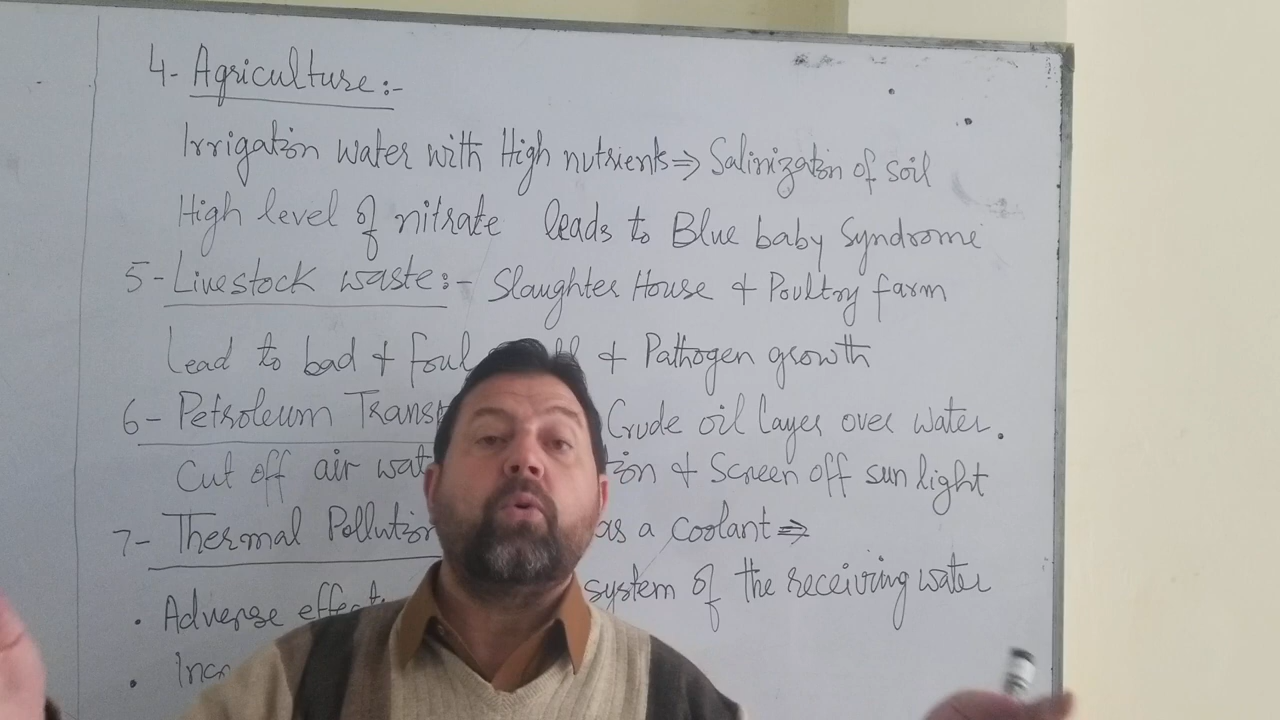 4- Agriculture:-
Irrigation water with High nutrients ⇒ Salinization of soil
High level of nitrate leads to Blue baby Syndrome
5- Livestock waste:- Slaughter House + Poultry farm
Lead to bad + foul + Pathogen growth
6- Petroleum Crude oil layer over water.
Cut off air + Screen off sun light
7- Thermal Pollution as a coolant ⇒
• Adverse system of the receiving water
•